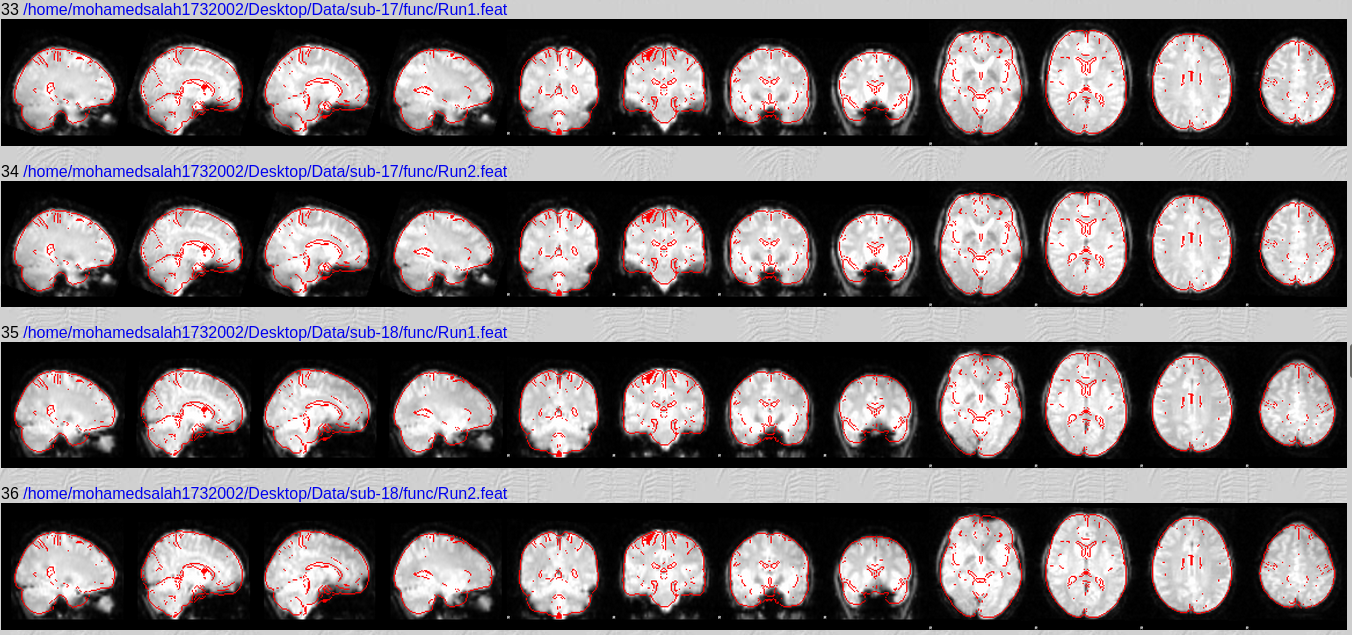 33 /home/mohamedsalah1732002/Desktop/Data/sub-17/func/Run1.feat
34 /home/mohamedsalah1732002/Desktop/Data/sub-17/func/Run2.feat
35 /home/mohamedsalah1732002/Desktop/Data/sub-18/func/Run1.feat
36 /home/mohamedsalah1732002/Desktop/Data/sub-18/func/Run2.feat